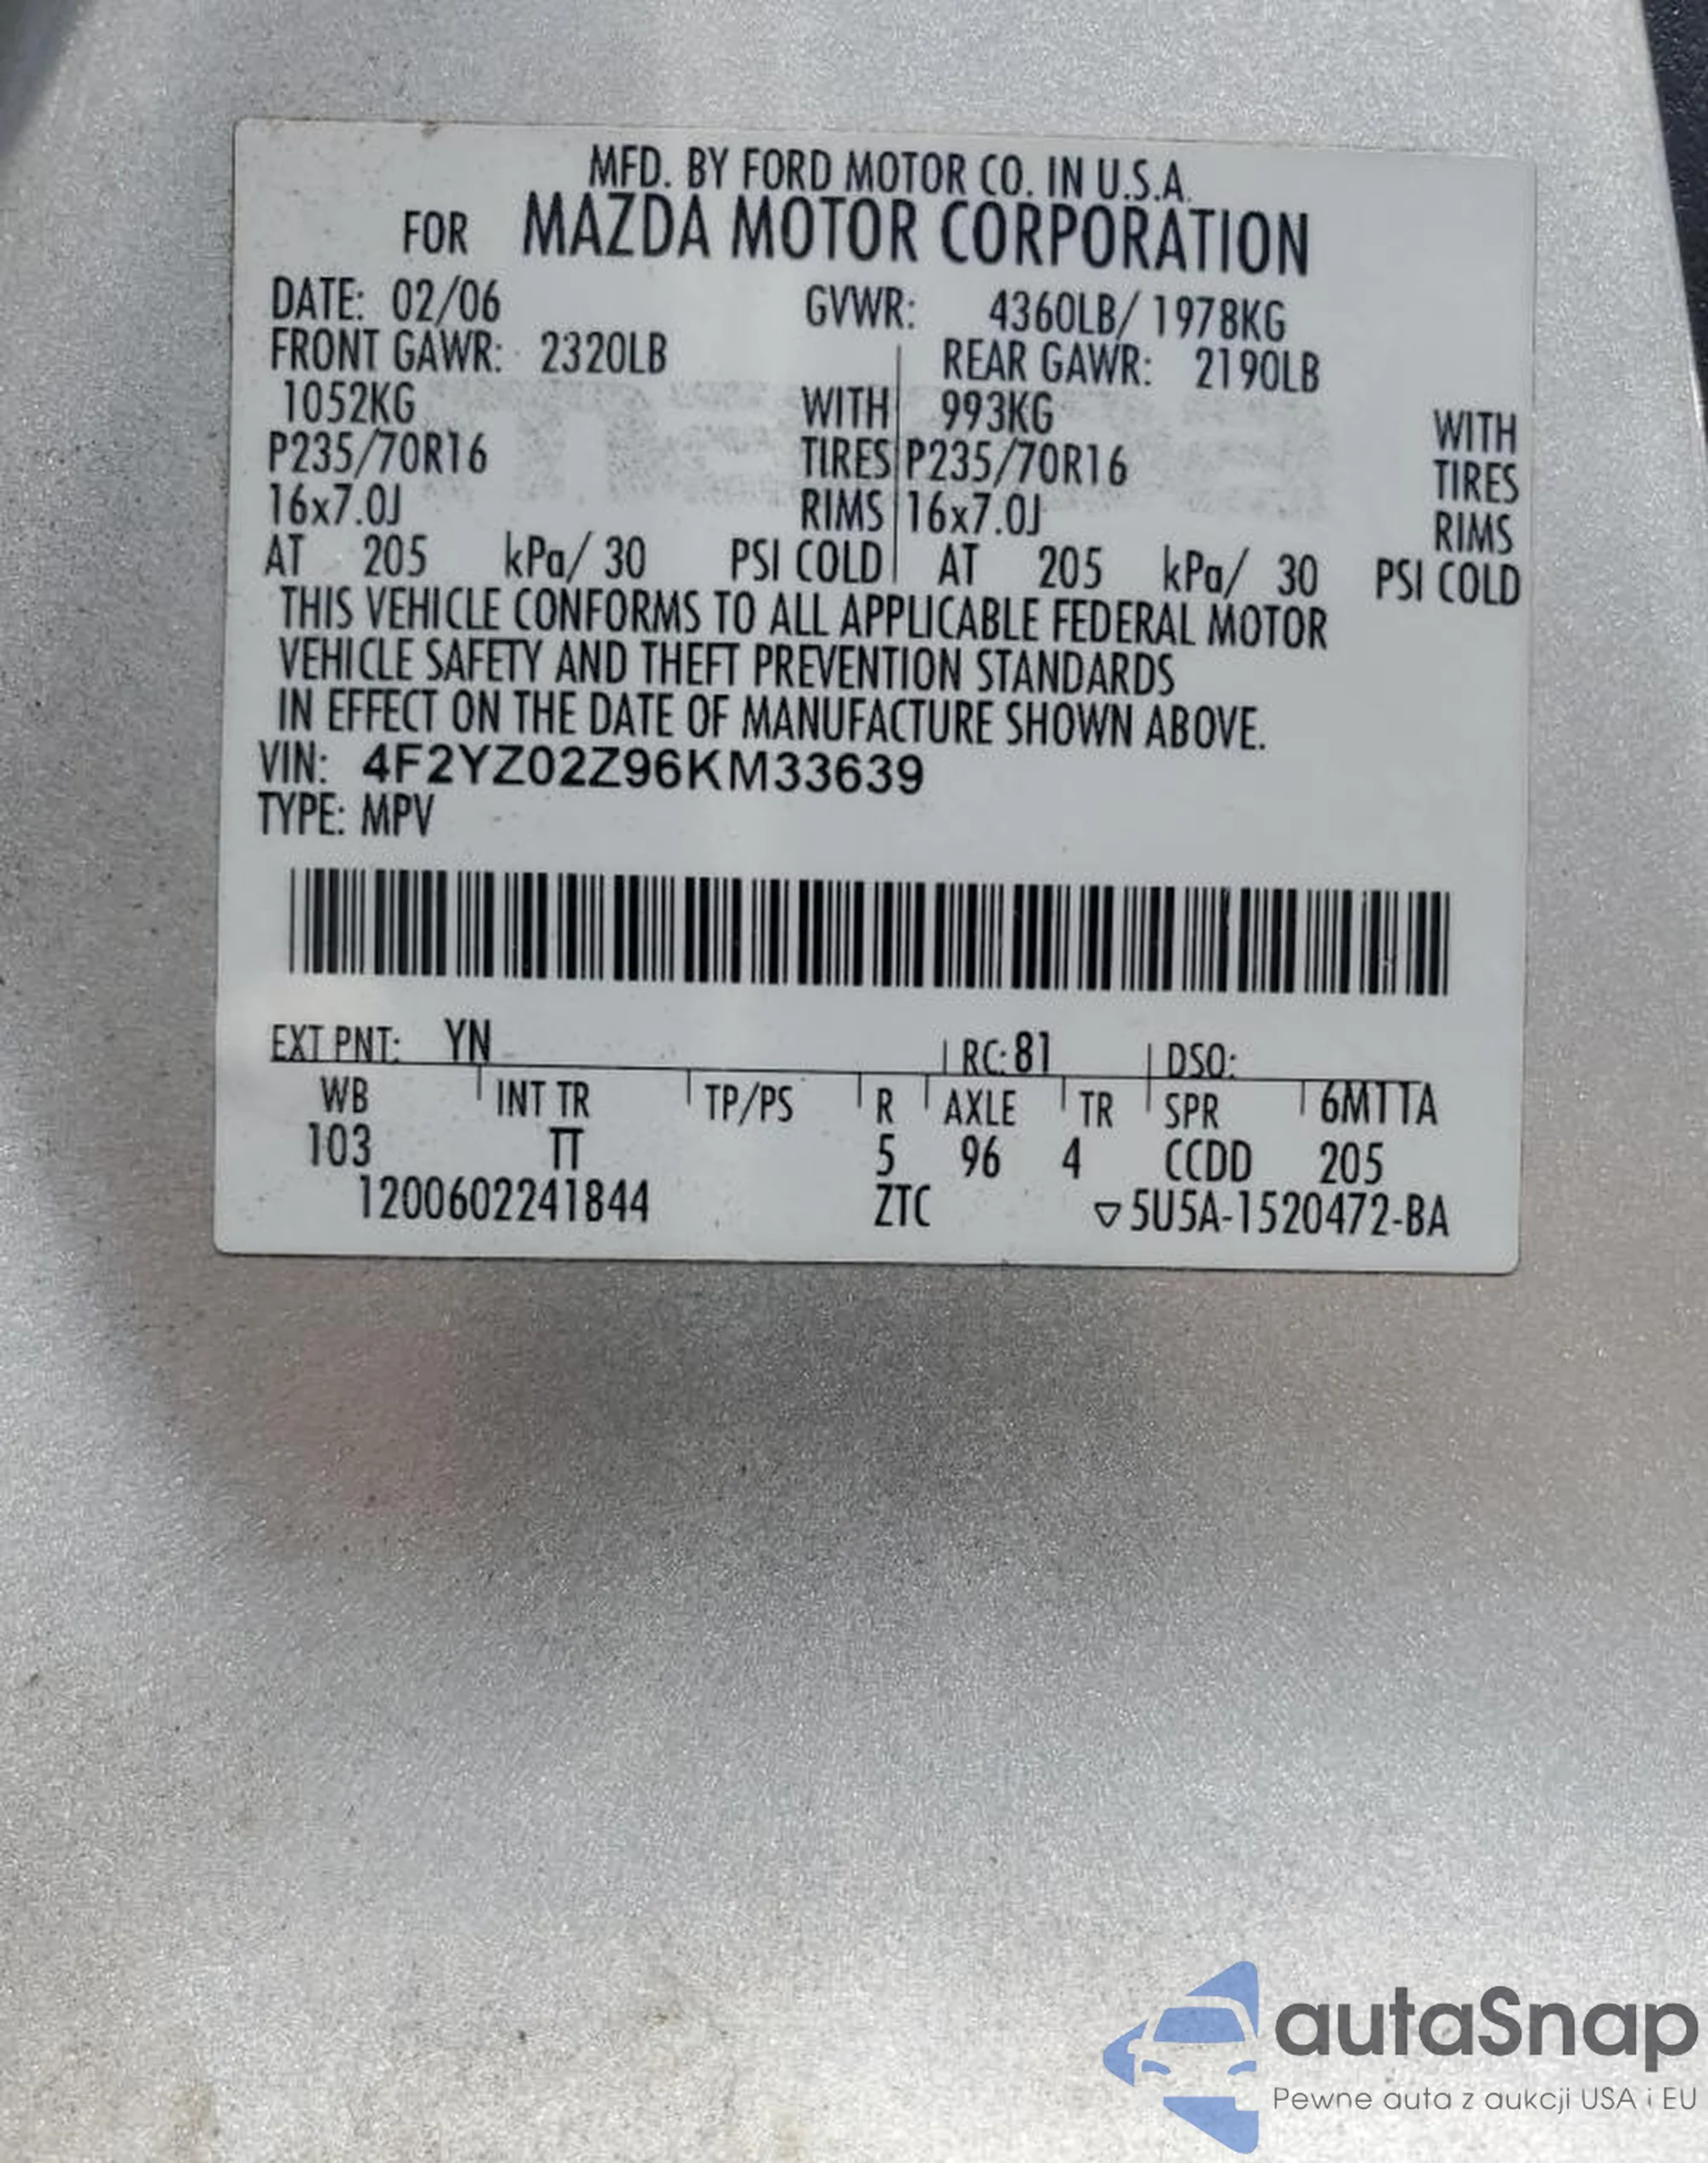 MFD. BY FORD MOTOR CO. IN U.S.A.
FOR MAZDA MOTOR CORPORATION
DATE: 02/06 GVWR: 4360LB/ 1978KG
FRONT GAWR: 2320LB REAR GAWR: 2190LB
1052KG WITH 993KG WITH
P235/70R16 TIRES P235/70R16 TIRES
16x7.0J RIMS 16x7.0J RIMS
AT 205 kPa/ 30 PSI COLD AT 205 kPa/ 30 PSI COLD
THIS VEHICLE CONFORMS TO ALL APPLICABLE FEDERAL MOTOR
VEHICLE SAFETY AND THEFT PREVENTION STANDARDS
IN EFFECT ON THE DATE OF MANUFACTURE SHOWN ABOVE.
VIN: 4F2YZ02Z96KM33639
TYPE: MPV
EXT PNT: YN RC: 81 DSO:
WB INT TR TP/PS R AXLE TR SPR 6M1TA
103 TT 5 96 4 CCDD 205
1200602241844 ZTC ▽5U5A-1520472-BA
autaSnap
Pewne auta z aukcji USA i EU